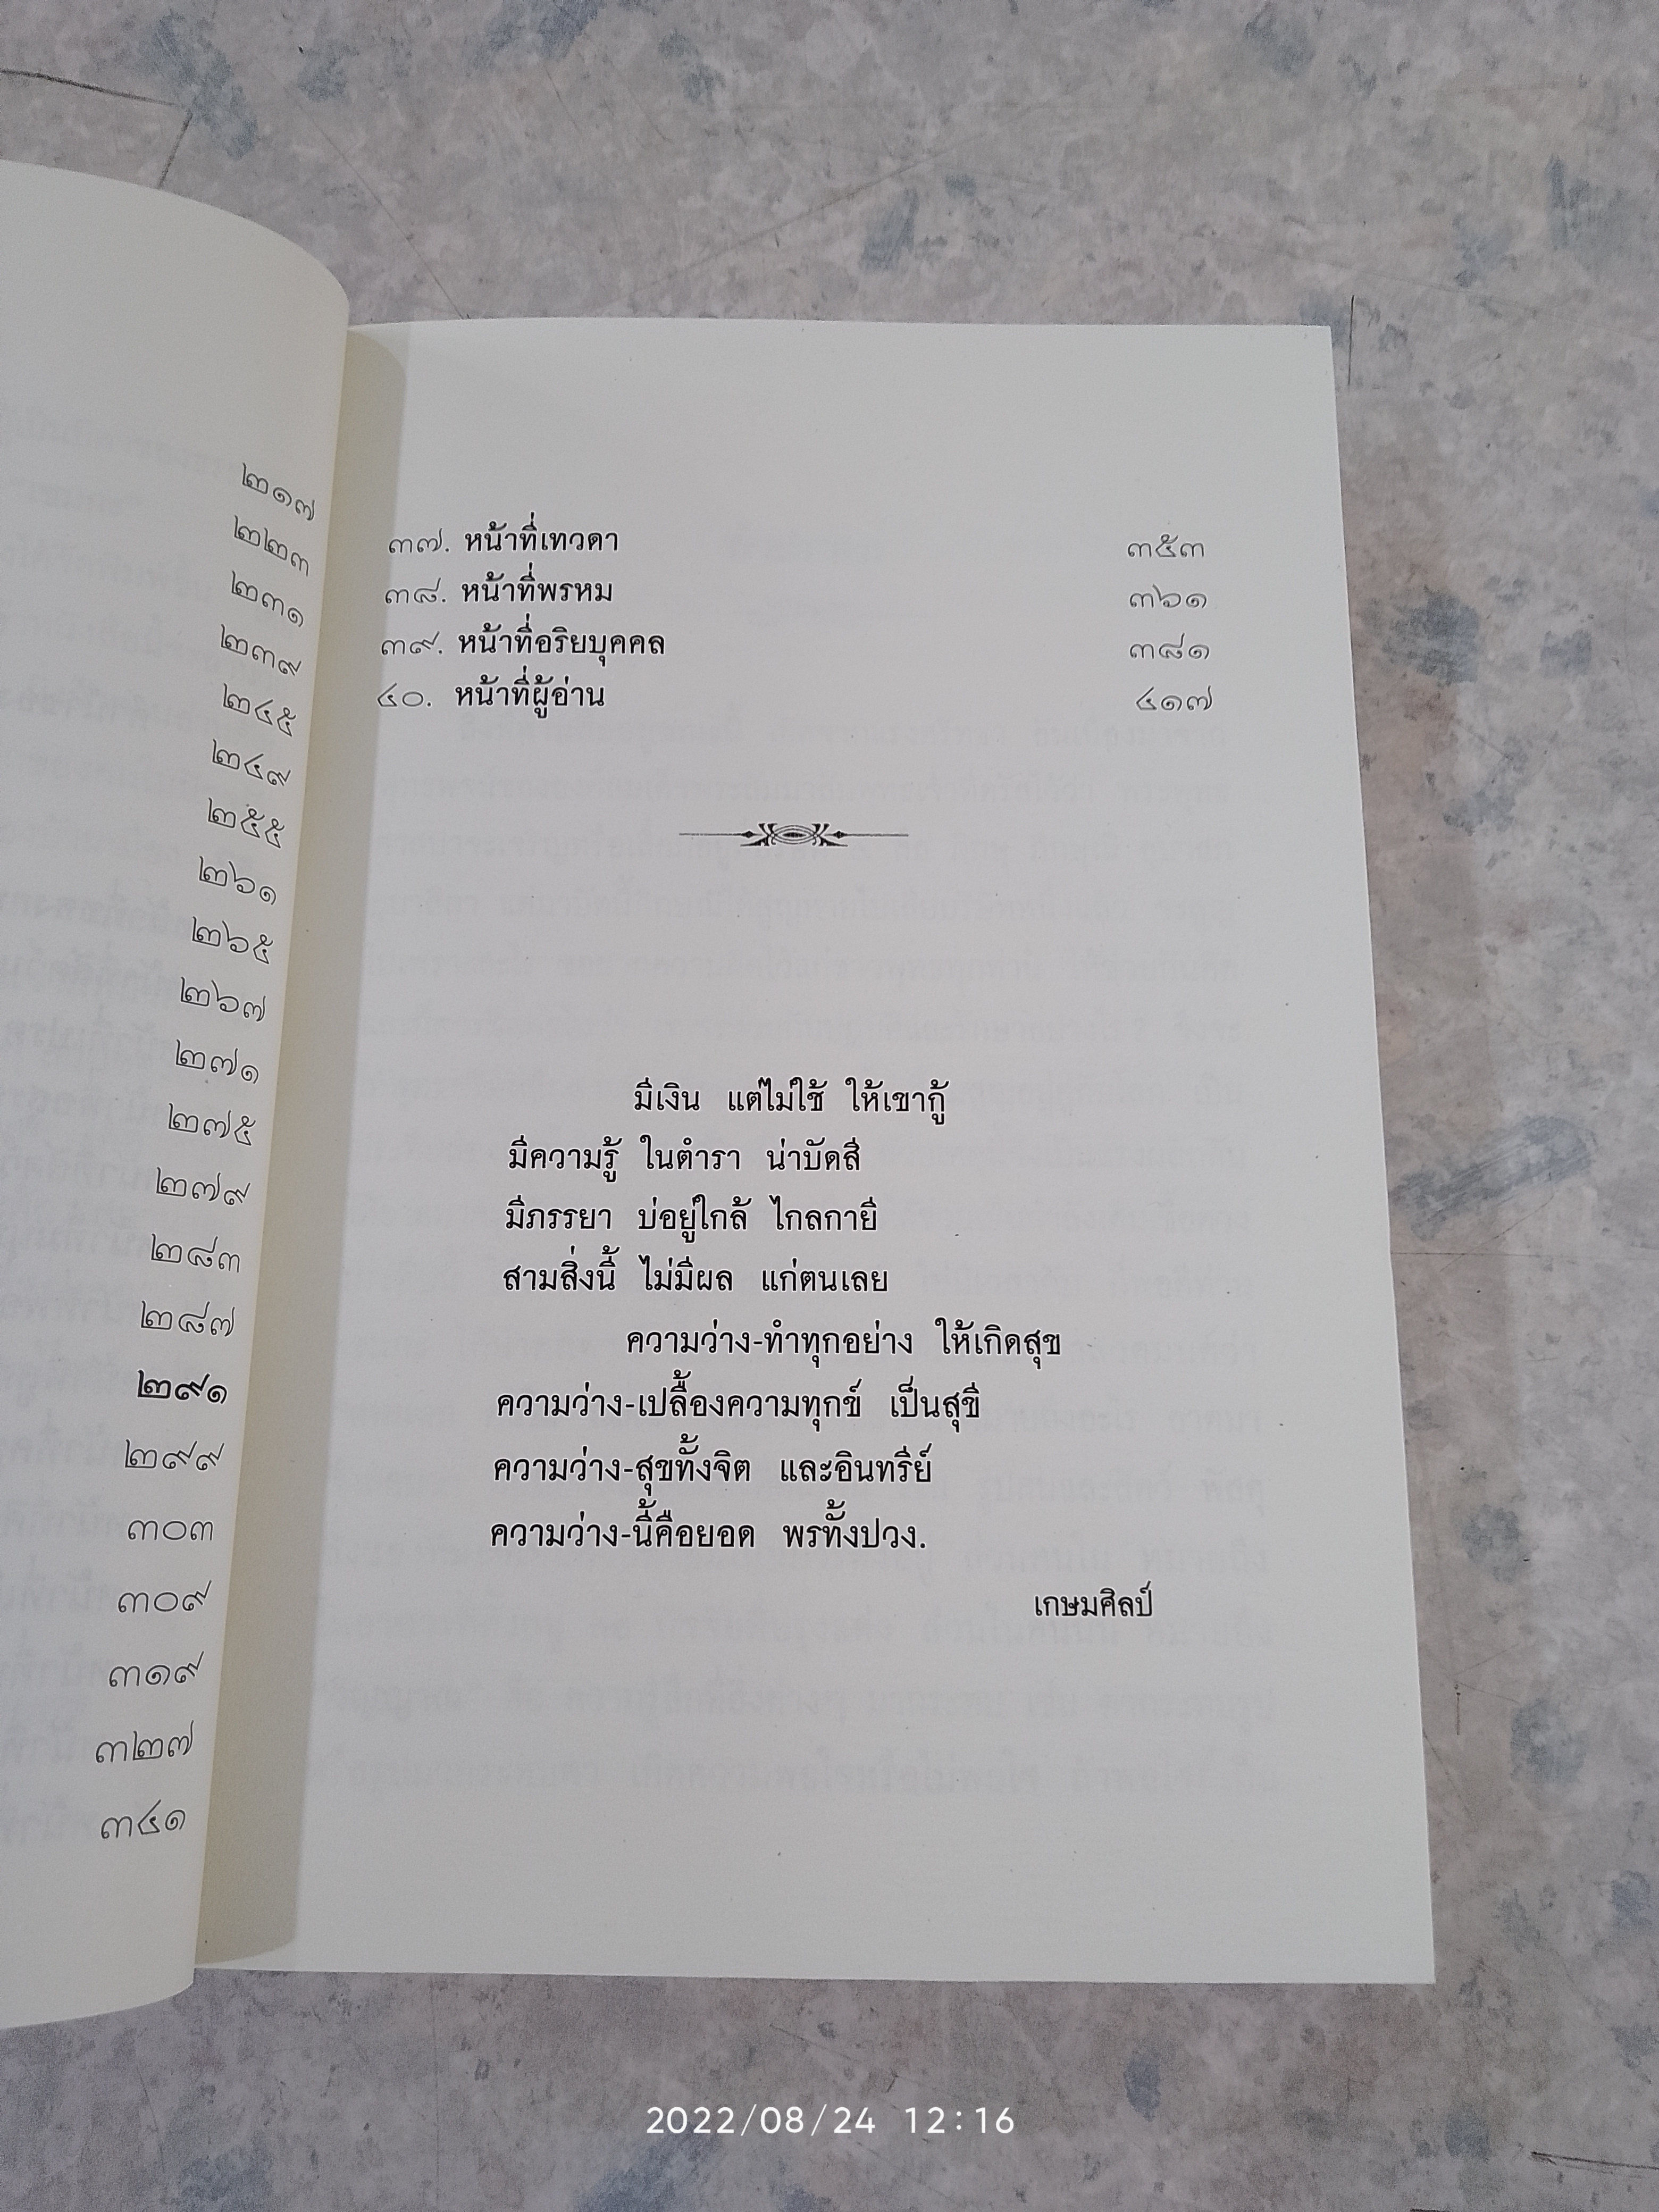 ๒๑๗
๒๒๓
๒๓๑
๒๓๙
๒๔๕
๒๔๙
๒๕๕
๒๖๑
๒๖๕
๒๖๗
๒๗๑
๒๗๕
๒๗๙
๒๘๓
๒๘๗
๒๙๑
๒๙๙
๓๐๓
๓๐๙
๓๑๙
๓๒๗
๓๔๑
๓๗. หน้าที่เทวดา ๓๕๓
๓๘. หน้าที่พรหม ๓๖๑
๓๙. หน้าที่อริยบุคคล ๓๘๑
๔๐. หน้าที่ผู้อ่าน ๔๑๗
มีเงิน แต่ไม่ใช้ ให้เขากู้
มีความรู้ ในตำรา น่าบัดสี
มีภรรยา บ่อยู่ใกล้ ไกลกายี
สามสิ่งนี้ ไม่มีผล แก่ตนเลย
ความว่าง-ทำทุกอย่าง ให้เกิดสุข
ความว่าง-เปลื้องความทุกข์ เป็นสุขี
ความว่าง-สุขทั้งจิต และอินทรีย์
ความว่าง-นี้คือยอด พรทั้งปวง.
เกษมศิลป์
2022/08/24 12:16